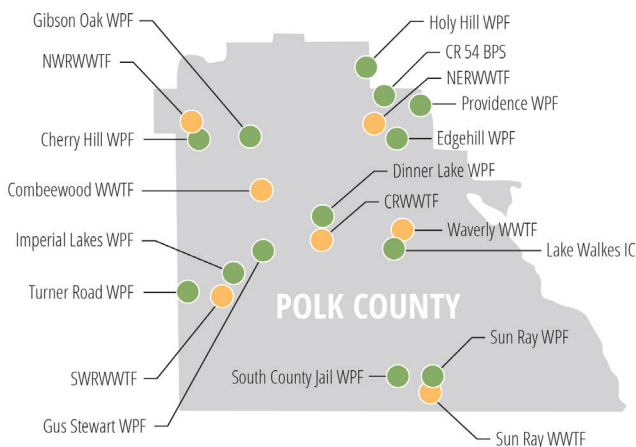 Gibson Oak WPF
NWRWWTF
Cherry Hill WPF
Combeewood WWTF
Imperial Lakes WPF
Turner Road WPF
SWRWWTF
Gus Stewart WPF
Holy Hill WPF
CR 54 BPS
NERWWTF
Providence WPF
Edgehill WPF
Dinner Lake WPF
CRWWTF
Waverly WWTF
Lake Walkes IC
POLK COUNTY
Sun Ray WPF
South County Jail WPF
Sun Ray WWTF